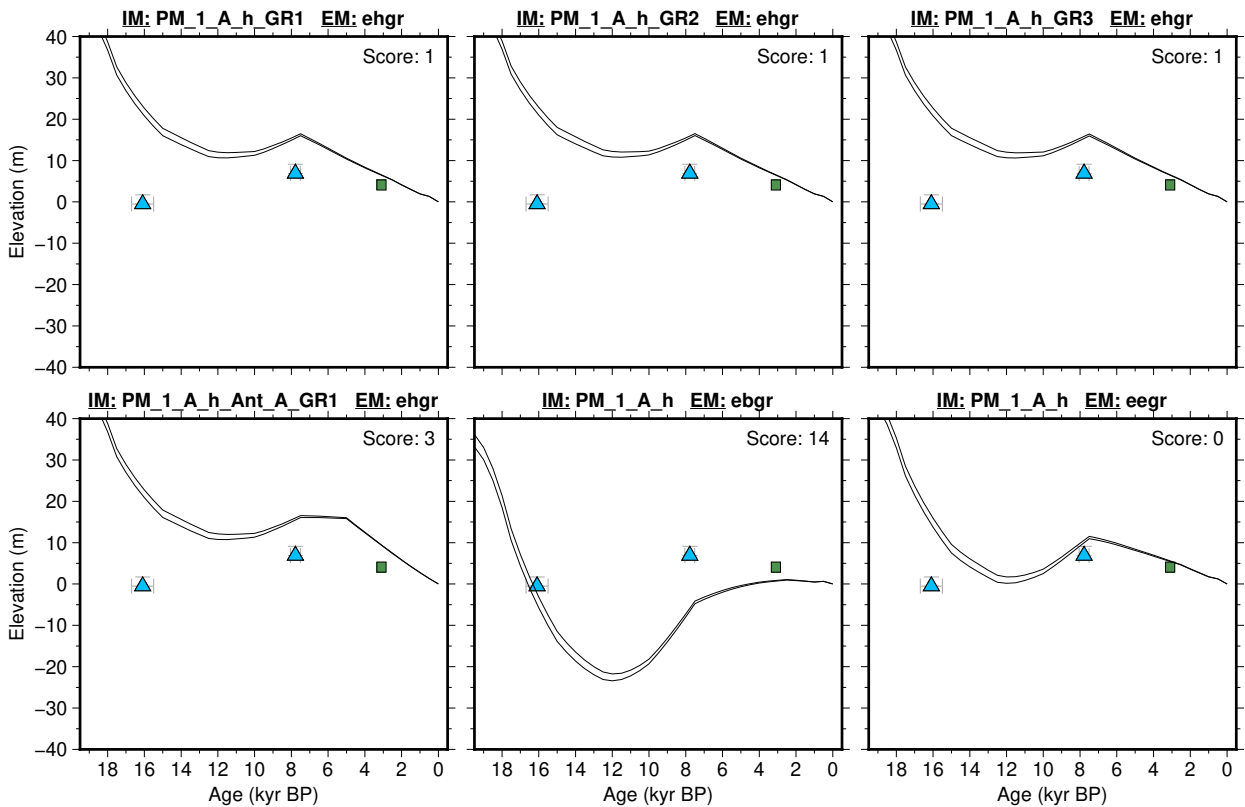 IM: PM_1_A_h_GR1 EM: ehgr
IM: PM_1_A_h_GR2 EM: ehgr
IM: PM_1_A_h_GR3 EM: ehgr
Score: 1
Score: 1
Score: 1
40
30
20
10
0
−10
−20
−30
−40
Elevation (m)
IM: PM_1_A_h_Ant_A_GR1 EM: ehgr
IM: PM_1_A_h EM: ebgr
IM: PM_1_A_h EM: eegr
Score: 3
Score: 14
Score: 0
40
30
20
10
0
−10
−20
−30
−40
Elevation (m)
18 16 14 12 10 8 6 4 2 0
18 16 14 12 10 8 6 4 2 0
18 16 14 12 10 8 6 4 2 0
Age (kyr BP)
Age (kyr BP)
Age (kyr BP)